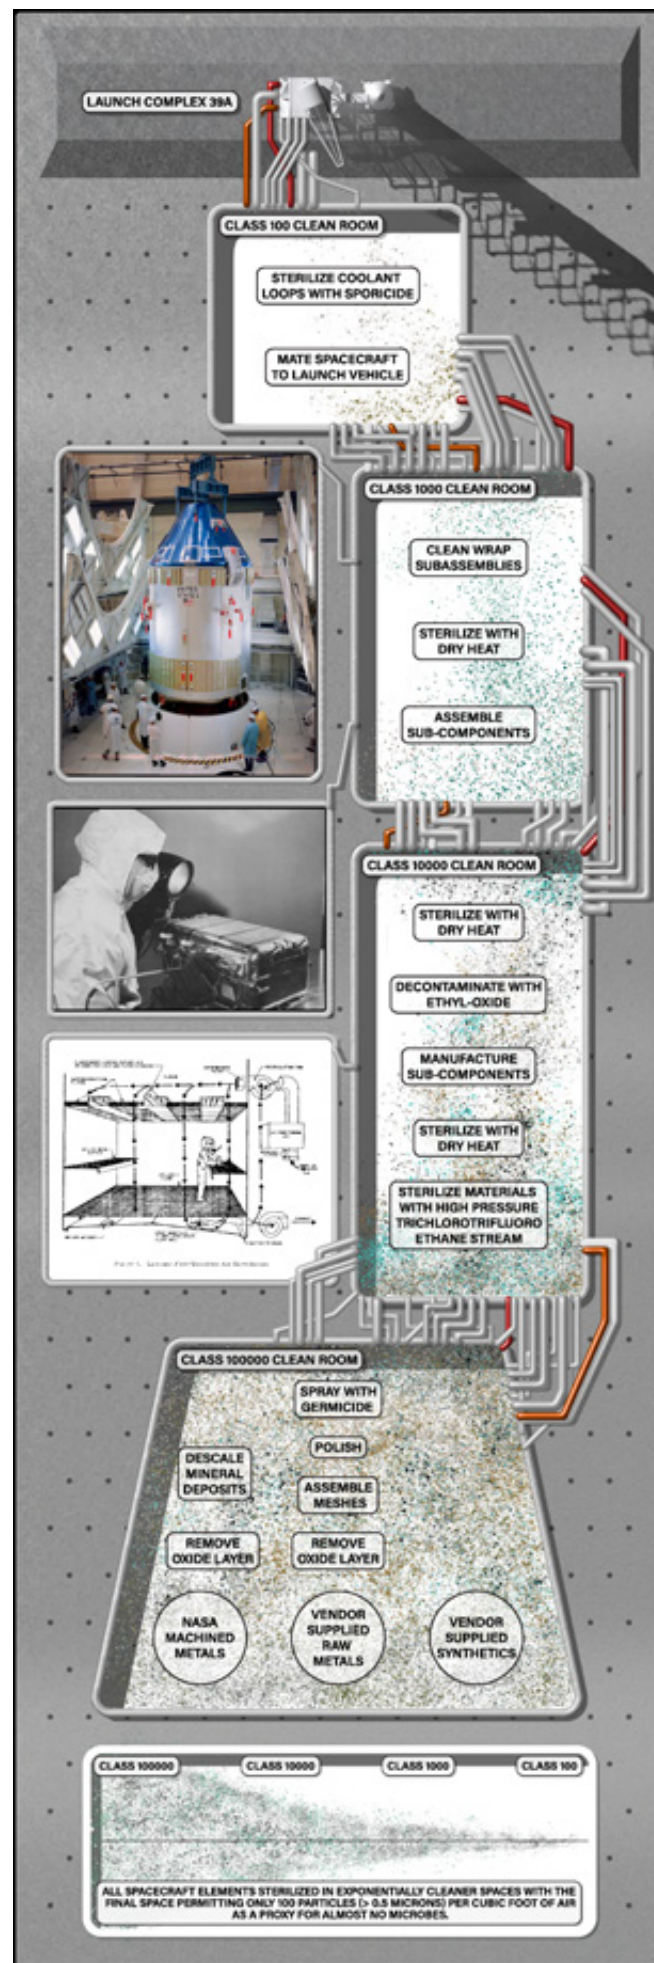 LAUNCH COMPLEX 39A
CLASS 100 CLEAN ROOM
STERILIZE COOLANT
LOOPS WITH SPORICIDE
MATE SPACECRAFT
TO LAUNCH VEHICLE
CLASS 1000 CLEAN ROOM
CLEAN WRAP
SUBASSEMBLIES
STERILIZE WITH
DRY HEAT
ASSEMBLE
SUB-COMPONENTS
CLASS 10000 CLEAN ROOM
STERILIZE WITH
DRY HEAT
DECONTAMINATE WITH
ETHYL-OXIDE
MANUFACTURE
SUB-COMPONENTS
STERILIZE WITH
DRY HEAT
STERILIZE MATERIALS
WITH HIGH PRESSURE
TRICHLOROTRIFLUORO
ETHANE STREAM
CLASS 100000 CLEAN ROOM
SPRAY WITH
GERMICIDE
POLISH
DESCALE
MINERAL
DEPOSITS
ASSEMBLE
MESHES
REMOVE
OXIDE LAYER
REMOVE
OXIDE LAYER
NASA
MACHINED
METALS
VENDOR
SUPPLIED
RAW
METALS
VENDOR
SUPPLIED
SYNTHETICS
CLASS 100000
CLASS 10000
CLASS 1000
CLASS 100
ALL SPACECRAFT ELEMENTS STERILIZED IN EXPONENTIALLY CLEANER SPACES WITH THE
FINAL SPACE PERMITTING ONLY 100 PARTICLES (> 0.5 MICRONS) PER CUBIC FOOT OF AIR
AS A PROXY FOR ALMOST NO MICROBES.